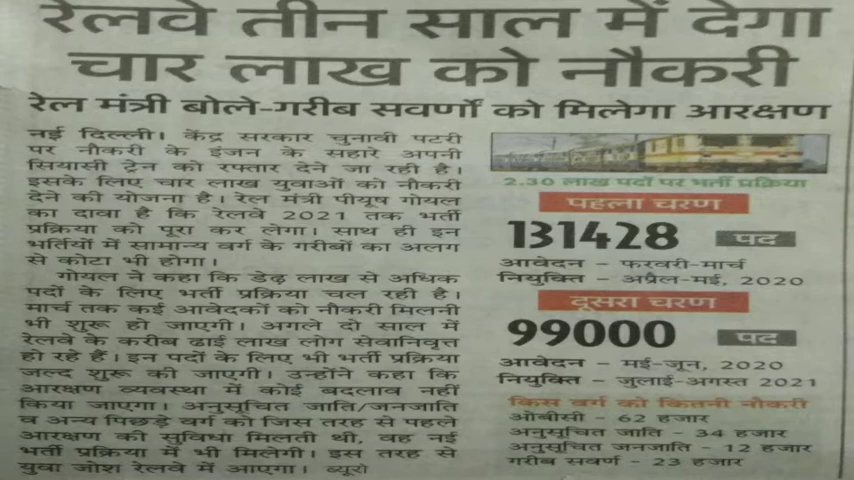 रेलवे तीन साल में देगा
चार लाख को नौकरी
रेल मंत्री बोले-गरीब सवर्णों को मिलेगा आरक्षण
नई दिल्ली। केंद्र सरकार चुनावी पटरी
पर नौकरी के इंजन के सहारे अपनी
सियासी ट्रेन को रफ्तार देने जा रही है।
इसके लिए चार लाख युवाओं को नौकरी
देने की योजना है। रेल मंत्री पीयूष गोयल
का दावा है कि रेलवे 2021 तक भर्ती
प्रक्रिया को पूरा कर लेगा। साथ ही इन
भर्तियों में सामान्य वर्ग के गरीबों का अलग
से कोटा भी होगा।
गोयल ने कहा कि डेढ़ लाख से अधिक
पदों के लिए भर्ती प्रक्रिया चल रही है।
मार्च तक कई आवेदकों को नौकरी मिलनी
भी शुरू हो जाएगी। अगले दो साल में
रेलवे के करीब ढाई लाख लोग सेवानिवृत्त
हो रहे हैं। इन पदों के लिए भी भर्ती प्रक्रिया
जल्द शुरू की जाएगी। उन्होंने कहा कि
आरक्षण व्यवस्था में कोई बदलाव नहीं
किया जाएगा। अनुसूचित जाति/जनजाति
व अन्य पिछड़े वर्ग को जिस तरह से पहले
आरक्षण की सुविधा मिलती थी, वह नई
भर्ती प्रक्रिया में भी मिलेगी। इस तरह से
युवा जोश रेलवे में आएगा। ब्यूरो
2.30 लाख पदों पर भर्ती प्रक्रिया
पहला चरण
131428 पद
आवेदन - फरवरी-मार्च
नियुक्ति - अप्रैल-मई, 2020
दूसरा चरण
99000 पद
आवेदन - मई-जून, 2020
नियुक्ति - जुलाई-अगस्त 2021
किस वर्ग को कितनी नौकरी
ओबीसी - 62 हजार
अनुसूचित जाति - 34 हजार
अनुसूचित जनजाति - 12 हजार
गरीब सवर्ण - 23 हजार